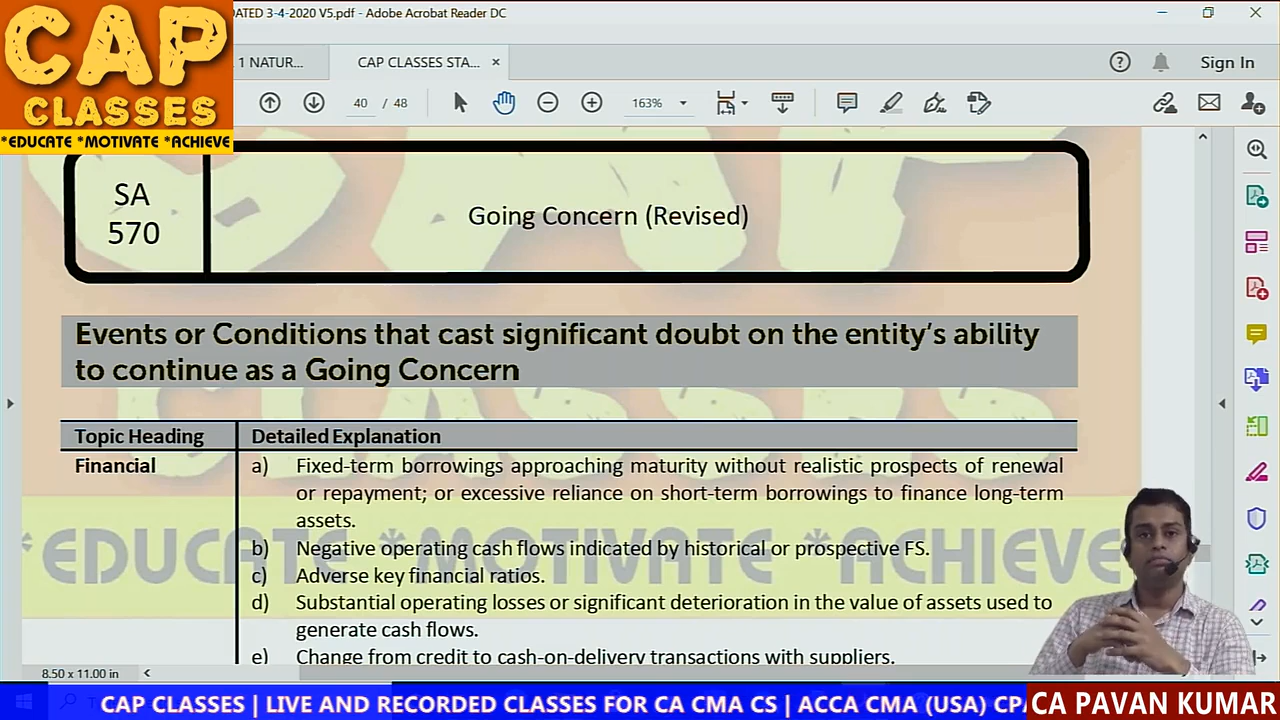 DATED 3-4-2020 V5.pdf - Adobe Acrobat Reader DC
CAP
CLASSES
*EDUCATE *MOTIVATE *ACHIEVE
1 NATUR...
CAP CLASSES STA...
Sign In
40 / 48
163%
SA
570
Going Concern (Revised)
Events or Conditions that cast significant doubt on the entity's ability
to continue as a Going Concern
Topic Heading Detailed Explanation
Financial
a) Fixed-term borrowings approaching maturity without realistic prospects of renewal
or repayment; or excessive reliance on short-term borrowings to finance long-term
assets.
b) Negative operating cash flows indicated by historical or prospective FS.
c) Adverse key financial ratios.
d) Substantial operating losses or significant deterioration in the value of assets used to
generate cash flows.
e) Change from credit to cash-on-delivery transactions with suppliers.
CLASSES
*EDUCATE *MOTIVATE *ACHIEVE
8.50 x 11.00 in
CAP CLASSES | LIVE AND RECORDED CLASSES FOR CA CMA CS | ACCA CMA (USA) CPA
CA PAVAN KUMAR